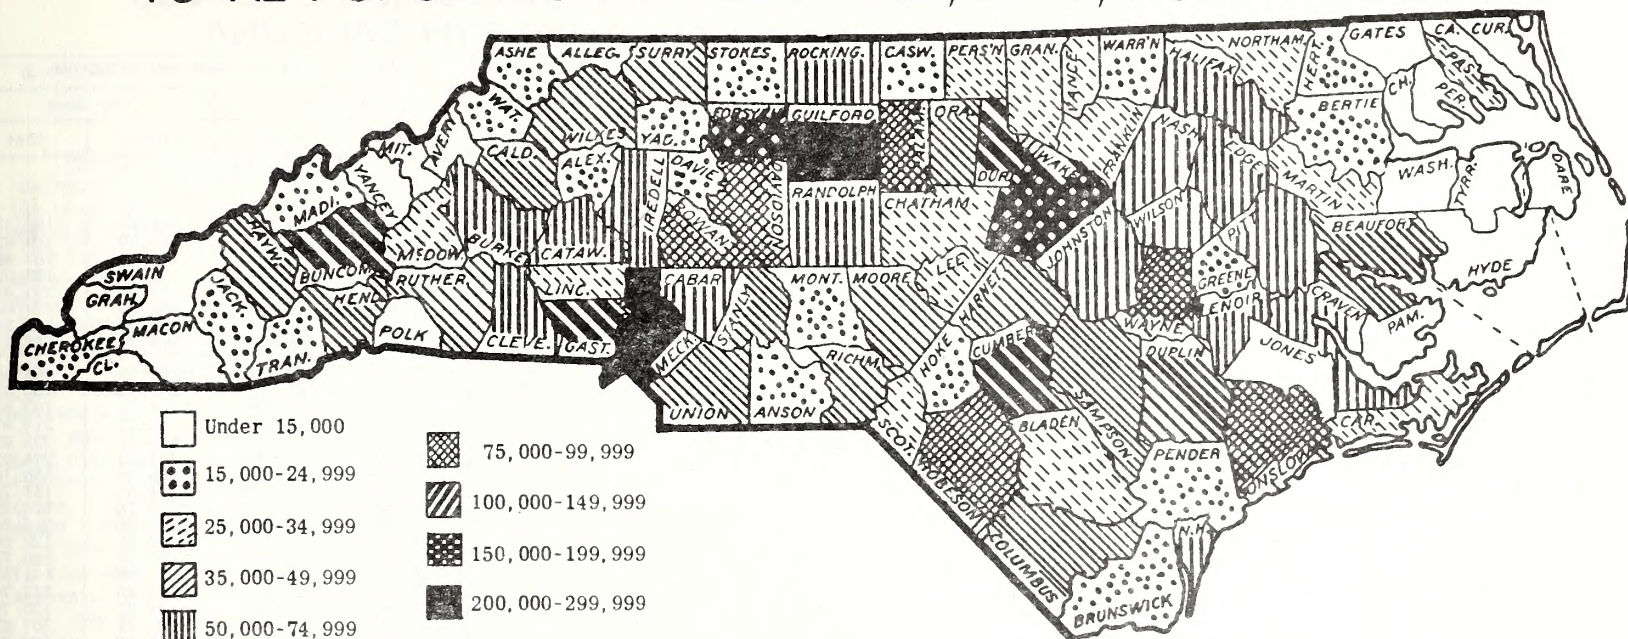 ASHE ALLEG. SURRY STOKES ROCKING. CASW. PERS'N GRAN. VANCE WARR'N HALIFAX NORTHAM. HERT. GATES CA. CUR.
PAS. PER. CH. BERTIE
WAT. WILKES YAD. FORSYTH GUILFORD ALAM. ORA. DUR. FRANKLIN NASH EDGE. MARTIN WASH. TYRR. DARE
AVERY MIT. YANCEY CALD. ALEX. IREDELL DAVIE DAVIDSON RANDOLPH CHATHAM WAKE JOHNSTON WILSON PITT BEAUFORT HYDE
MADI. BUNCOM. McDOW. BURKE CATAW. ROWAN LEE HARNETT WAYNE GREENE LENOIR CRAVEN PAM.
SWAIN HAYW. HEND. RUTHER. LINC. CABAR. STANLY MONT. MOORE
GRAH. JACK. MACON TRAN. POLK CLEVE. GAST. MECK. RICHM. HOKE CUMBER. SAMPSON DUPLIN JONES
CHEROKEE CL. UNION ANSON SCOT. ROBESON BLADEN PENDER ONSLOW CAR.
COLUMBUS N.H. BRUNSWICK
Under 15,000
15,000-24,999
25,000-34,999
35,000-49,999
50,000-74,999
75,000-99,999
100,000-149,999
150,000-199,999
200,000-299,999